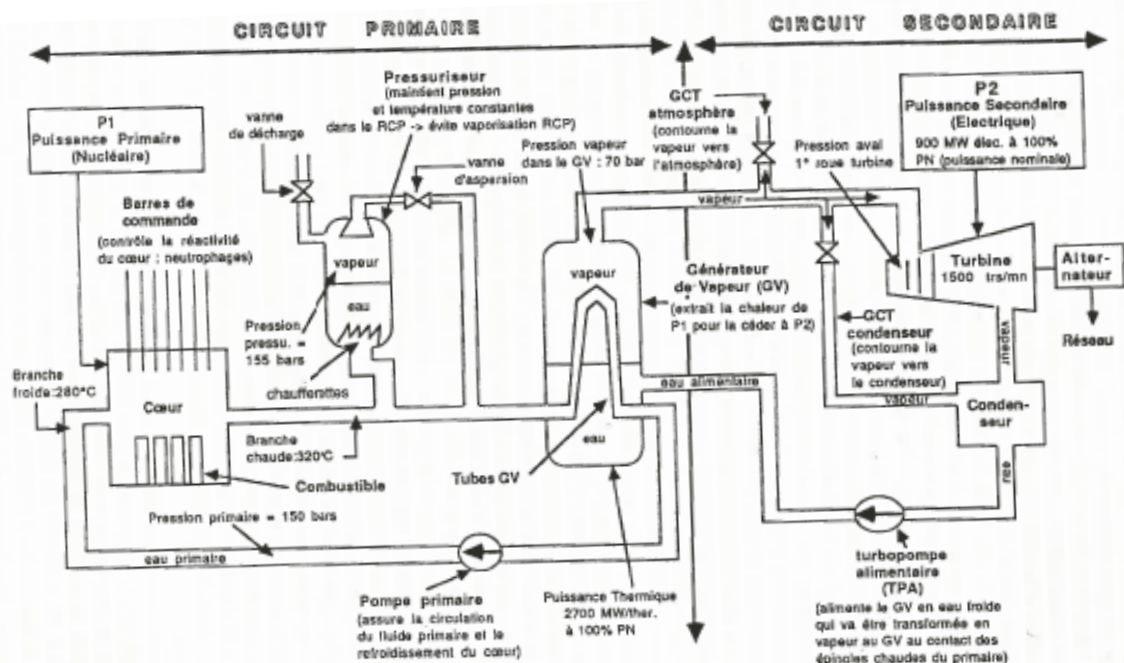 CIRCUIT PRIMAIRE
CIRCUIT SECONDAIRE
P1
Puissance Primaire
(Nucléaire)
vanne
de décharge
Pressuriseur
(maintient pression
et température constantes
dans le RCP -> évite vaporisation RCP)
vanne
d'aspersion
Pression vapeur
dans le GV : 70 bar
GCT
atmosphère
(contourne la
vapeur vers
l'atmosphère)
Pression aval
1° roue turbine
P2
Puissance Secondaire
(Electrique)
900 MW élec. à 100%
PN (puissance nominale)
Barres de
commande
(contrôle la réactivité
du cœur : neutrophages)
vapeur
eau
Pression
pressu. =
155 bars
chaufferettes
vapeur
Générateur
de Vapeur (GV)
(extrait la chaleur de
P1 pour la céder à P2)
vapeur
GCT
condenseur
(contourne la
vapeur vers
le condenseur)
vapeur
Turbine
1500 trs/mn
Alter-
nateur
Réseau
vapeur
Conden-
seur
eau
Branche
froide:280°C
Cœur
Branche
chaude:320°C
Combustible
Tubes GV
eau
eau alimentaire
Pression primaire = 150 bars
eau primaire
Pompe primaire
(assure la circulation
du fluide primaire et le
refroidissement du cœur)
Puissance Thermique
2700 MW/ther.
à 100% PN
turbopompe
alimentaire
(TPA)
(alimente le GV en eau froide
qui va être transformée en
vapeur au GV au contact des
épingles chaudes du primaire)